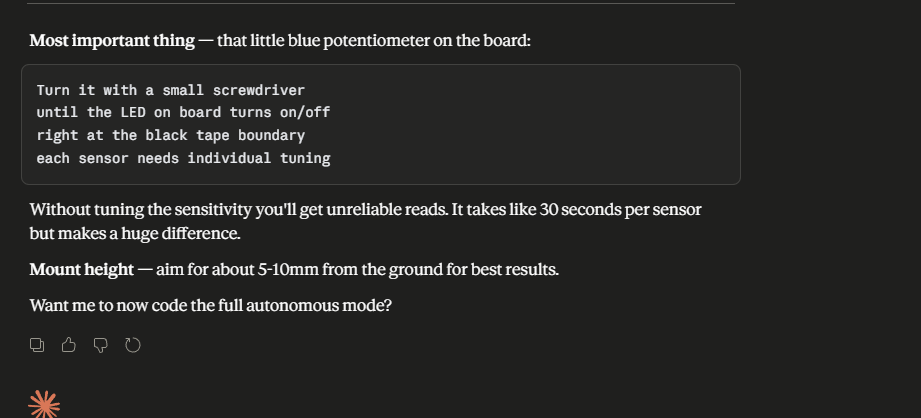 Most important thing — that little blue potentiometer on the board:
Turn it with a small screwdriver
until the LED on board turns on/off
right at the black tape boundary
each sensor needs individual tuning
Without tuning the sensitivity you'll get unreliable reads. It takes like 30 seconds per sensor
but makes a huge difference.
Mount height — aim for about 5-10mm from the ground for best results.
Want me to now code the full autonomous mode?